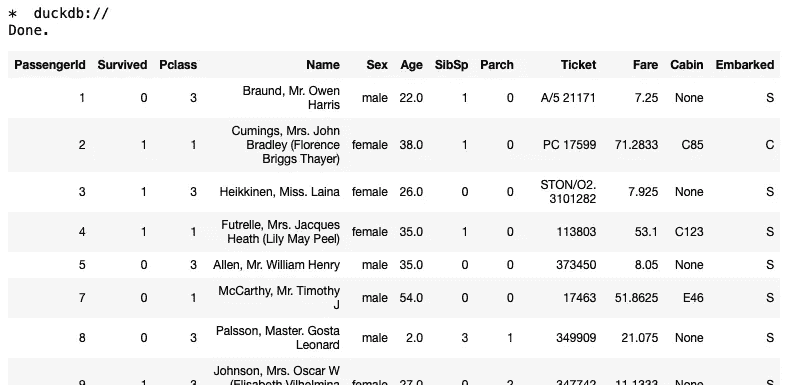 * duckdb://
Done.
PassengerId Survived Pclass Name Sex Age SibSp Parch Ticket Fare Cabin Embarked
1 0 3 Braund, Mr. Owen Harris male 22.0 1 0 A/5 21171 7.25 None S
2 1 1 Cumings, Mrs. John Bradley (Florence Briggs Thayer) female 38.0 1 0 PC 17599 71.2833 C85 C
3 1 3 Heikkinen, Miss. Laina female 26.0 0 0 STON/O2. 3101282 7.925 None S
4 1 1 Futrelle, Mrs. Jacques Heath (Lily May Peel) female 35.0 1 0 113803 53.1 C123 S
5 0 3 Allen, Mr. William Henry male 35.0 0 0 373450 8.05 None S
7 0 1 McCarthy, Mr. Timothy J male 54.0 0 0 17463 51.8625 E46 S
8 0 3 Palsson, Master. Gosta Leonard male 2.0 3 1 349909 21.075 None S
9 1 3 Johnson, Mrs. Oscar W (Elisabeth Vilhelmina female 27.0 0 2 347742 11.1333 None S